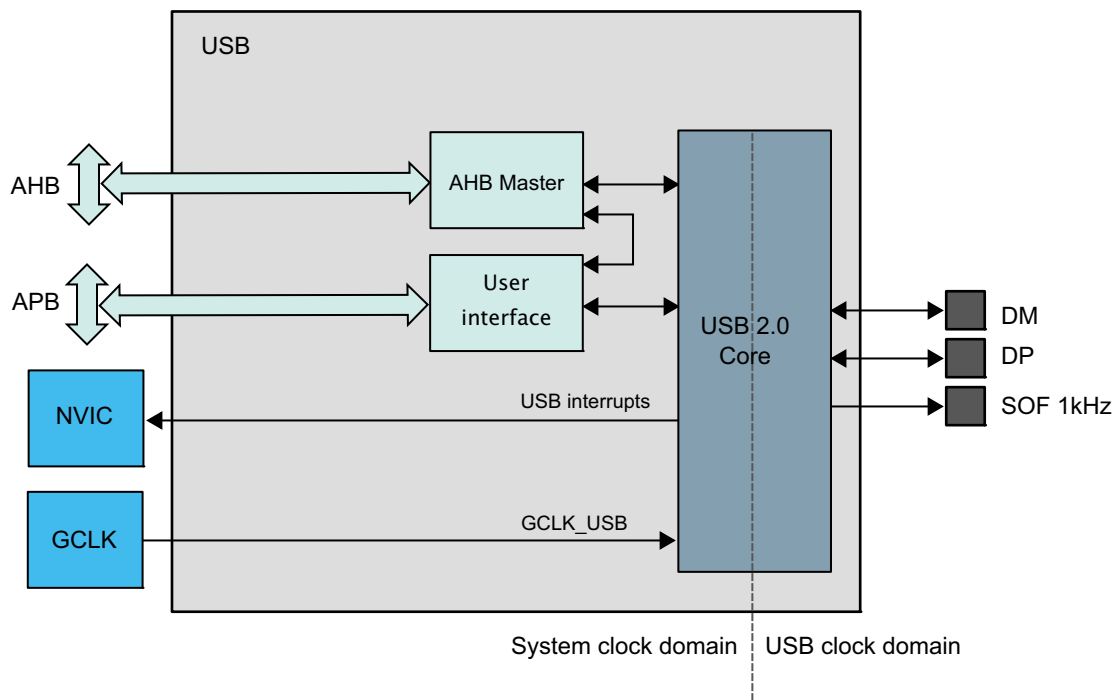 USB
AHB
AHB Master
APB
User
interface
USB 2.0
Core
DM
DP
SOF 1kHz
NVIC
USB interrupts
GCLK
GCLK_USB
System clock domain
USB clock domain